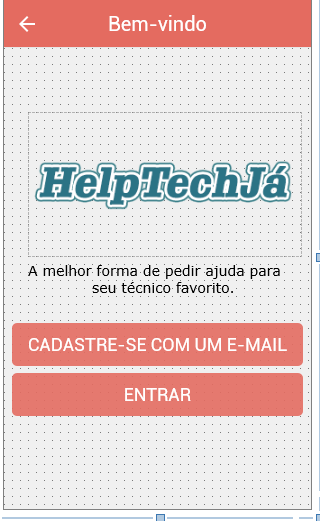 Bem-vindo
HelpTechJá
A melhor forma de pedir ajuda para
seu técnico favorito.
CADASTRE-SE COM UM E-MAIL
ENTRAR